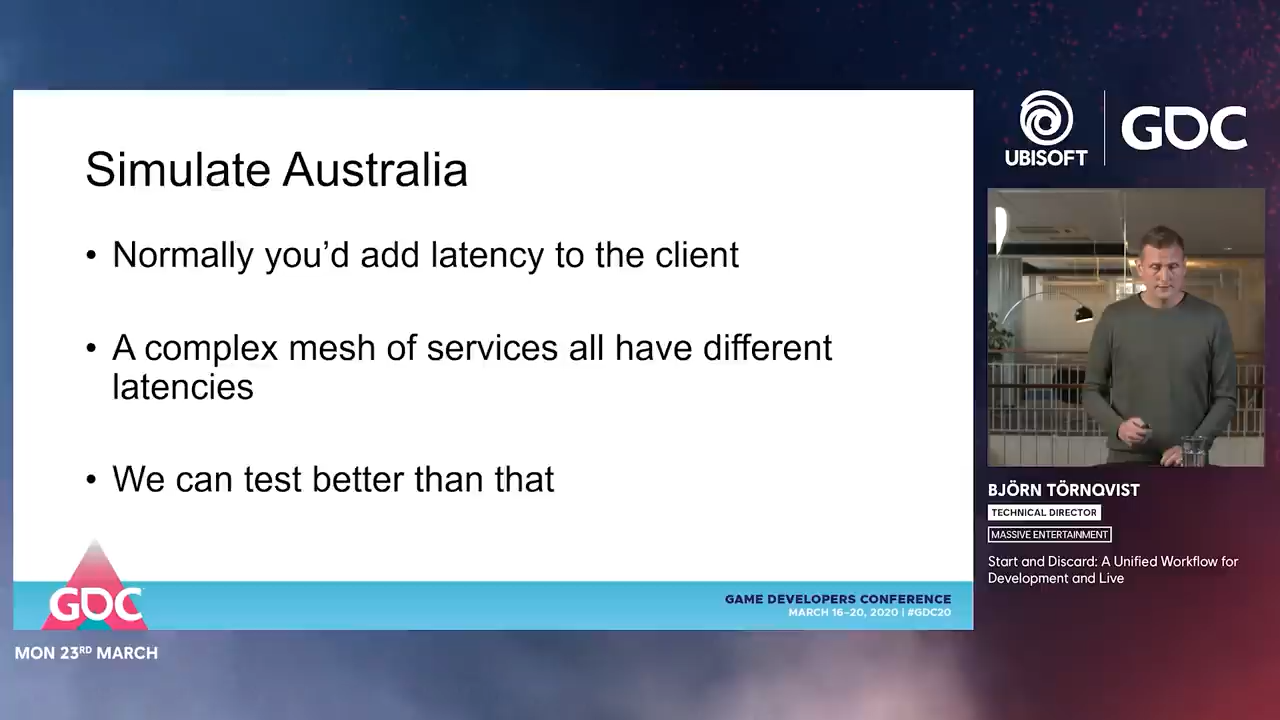 Simulate Australia
• Normally you’d add latency to the client
• A complex mesh of services all have different
latencies
• We can test better than that
GDC
GAME DEVELOPERS CONFERENCE
MARCH 16–20, 2020 | #GDC20
MON 23RD MARCH
UBISOFT
GDC
BJÖRN TÖRNQVIST
TECHNICAL DIRECTOR
MASSIVE ENTERTAINMENT
Start and Discard: A Unified Workflow for
Development and Live